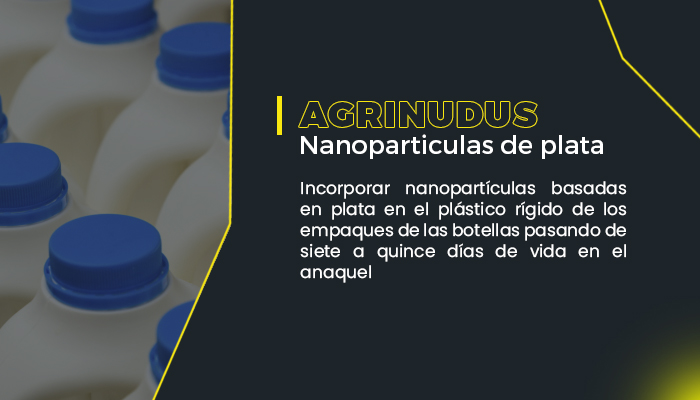 AGRINUDUS
Nanoparticulas de plata
Incorporar nanopartículas basadas
en plata en el plástico rígido de los
empaques de las botellas pasando de
siete a quince días de vida en el
anaquel